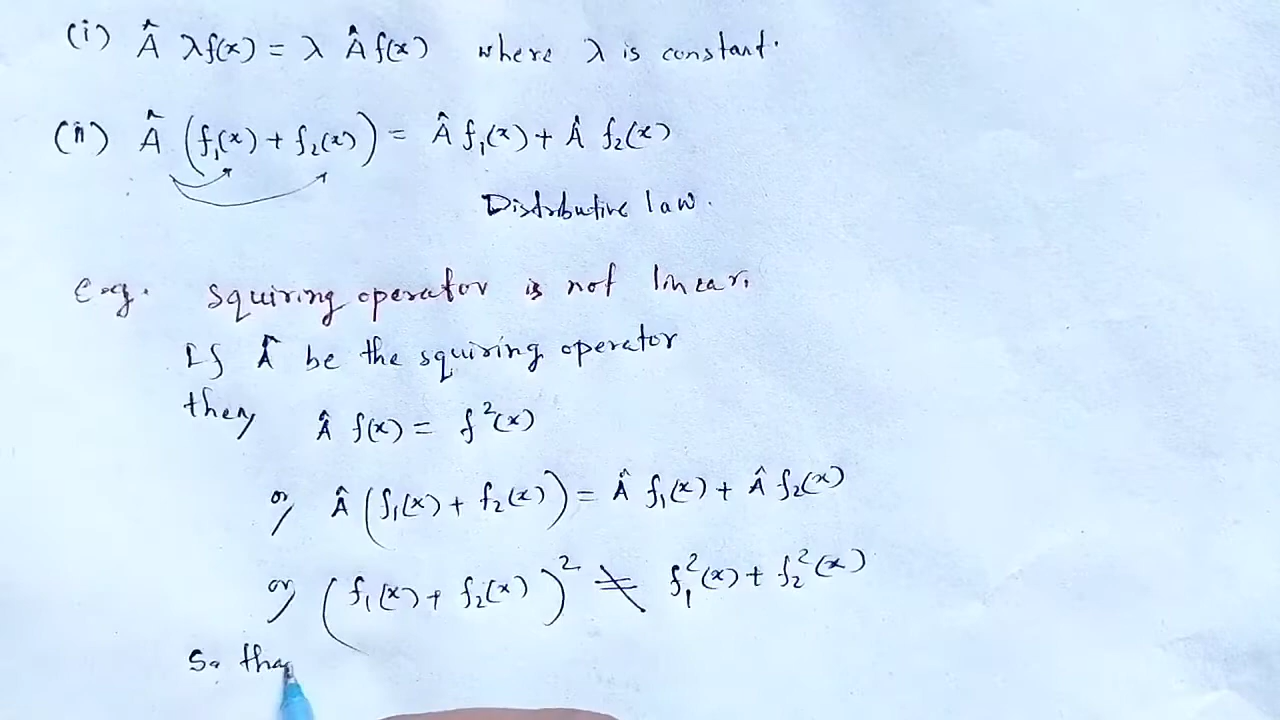 (i) Â λf(x) = λ Â f(x) where λ is constant.
(ii) Â (f₁(x) + f₂(x)) = Â f₁(x) + Â f₂(x)
Distributive law.
e.g. Squiring operator is not linear.
If Â be the squiring operator
then Â f(x) = f²(x)
or, Â (f₁(x) + f₂(x)) = Â f₁(x) + Â f₂(x)
or, (f₁(x) + f₂(x))² ≠ f₁²(x) + f₂²(x)
So tha